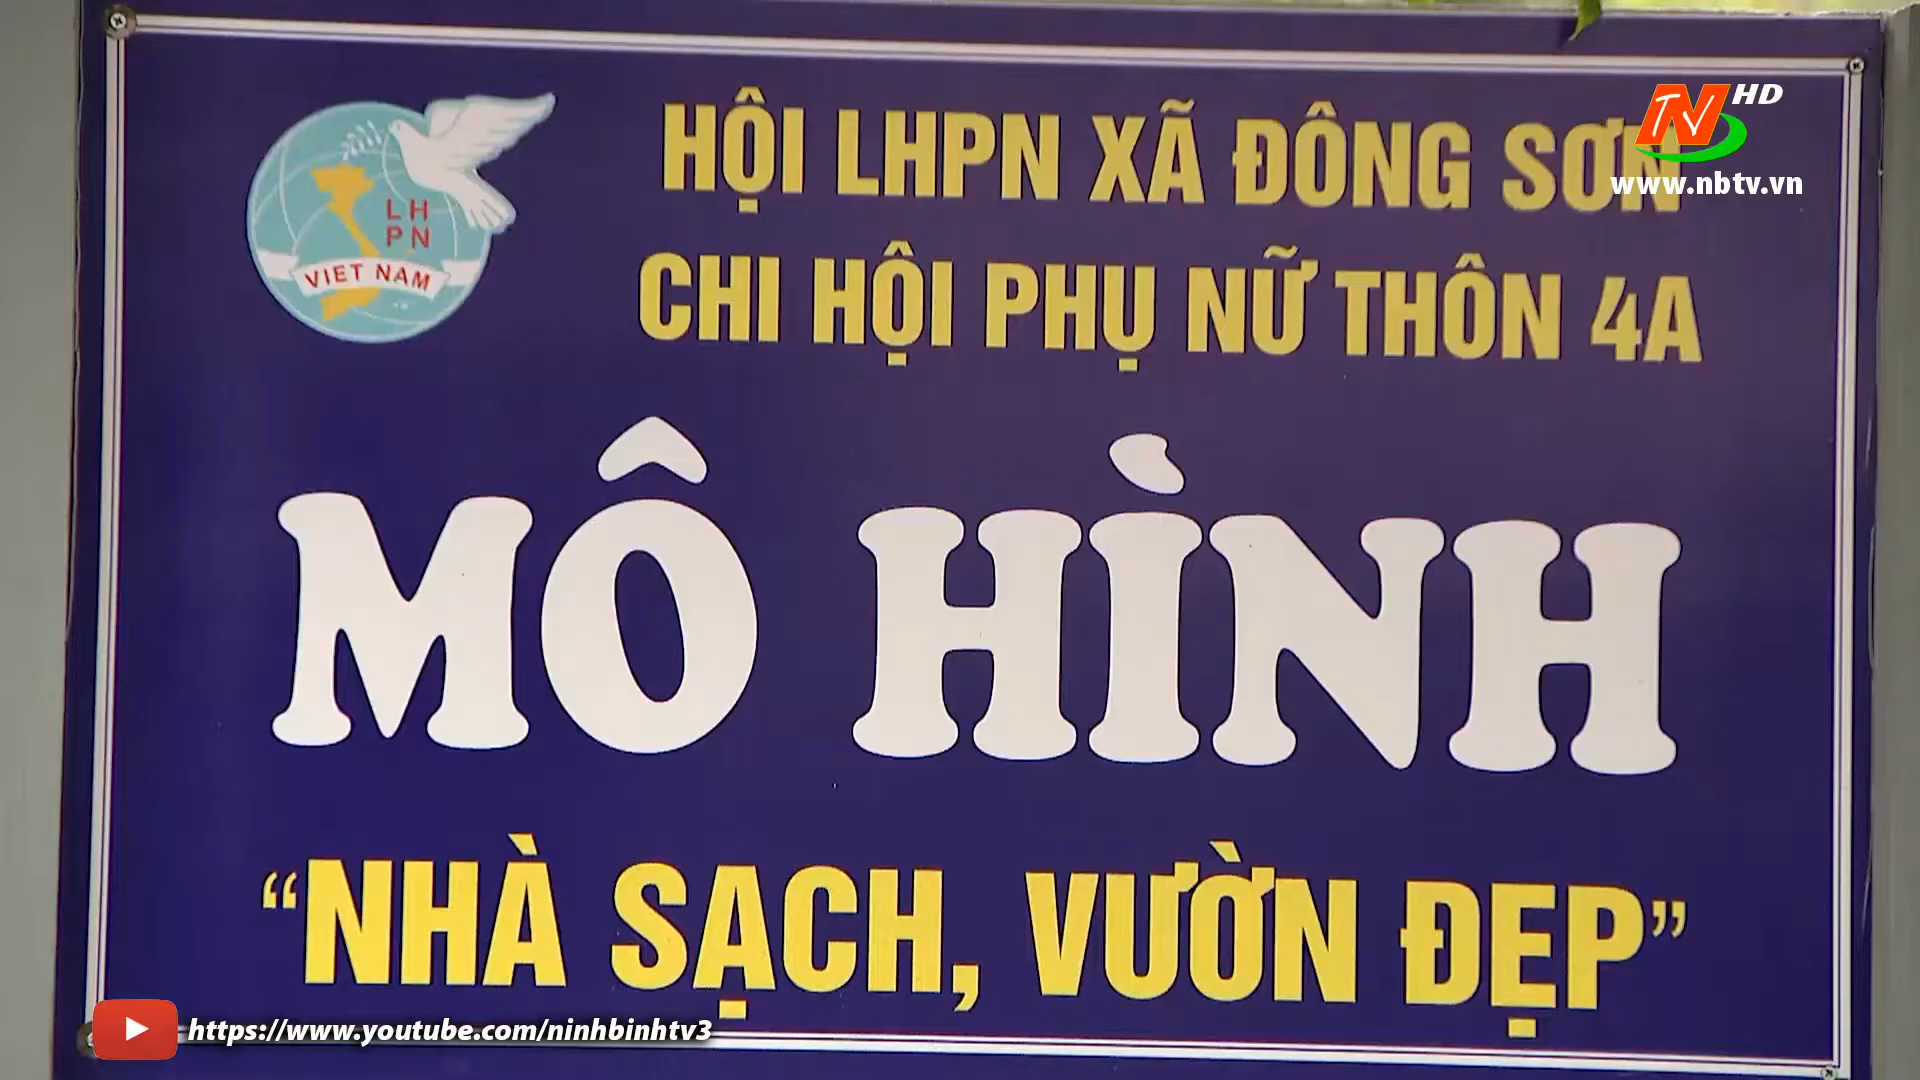 HD
NTV
www.nbtv.vn
HỘI LHPN XÃ ĐÔNG SƠN
LH
PN
VIET NAM
CHI HỘI PHỤ NỮ THÔN 4A
MÔ HÌNH
“NHÀ SẠCH, VƯỜN ĐẸP”
https://www.youtube.com/ninhbinhtv3